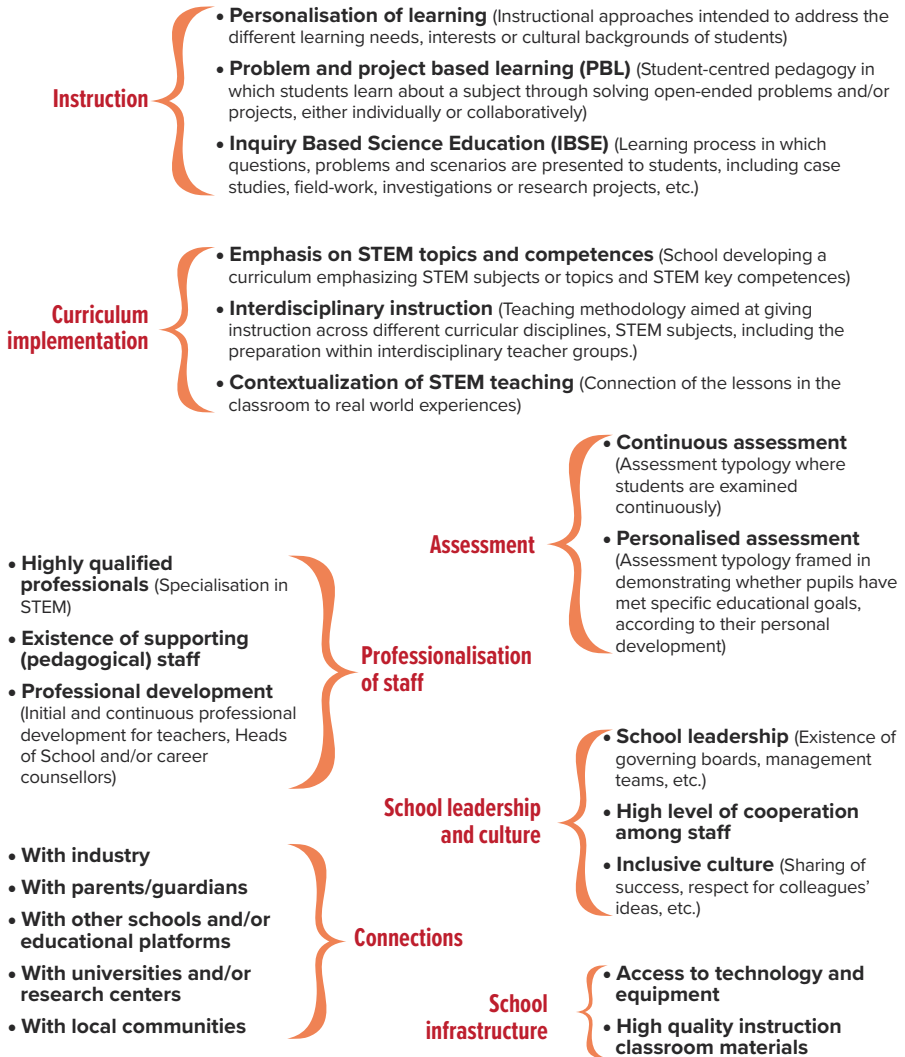 Instruction
• Personalisation of learning (Instructional approaches intended to address the
different learning needs, interests or cultural backgrounds of students)
• Problem and project based learning (PBL) (Student-centred pedagogy in
which students learn about a subject through solving open-ended problems and/or
projects, either individually or collaboratively)
• Inquiry Based Science Education (IBSE) (Learning process in which
questions, problems and scenarios are presented to students, including case
studies, field-work, investigations or research projects, etc.)
Curriculum
implementation
• Emphasis on STEM topics and competences (School developing a
curriculum emphasizing STEM subjects or topics and STEM key competences)
• Interdisciplinary instruction (Teaching methodology aimed at giving
instruction across different curricular disciplines, STEM subjects, including the
preparation within interdisciplinary teacher groups.)
• Contextualization of STEM teaching (Connection of the lessons in the
classroom to real world experiences)
Assessment
• Continuous assessment
(Assessment typology where
students are examined
continuously)
• Personalised assessment
(Assessment typology framed in
demonstrating whether pupils have
met specific educational goals,
according to their personal
development)
• Highly qualified
professionals (Specialisation in
STEM)
• Existence of supporting
(pedagogical) staff
• Professional development
(Initial and continuous professional
development for teachers, Heads
of School and/or career
counsellors)
Professionalisation
of staff
School leadership
and culture
• School leadership (Existence of
governing boards, management
teams, etc.)
• High level of cooperation
among staff
• Inclusive culture (Sharing of
success, respect for colleagues'
ideas, etc.)
• With industry
• With parents/guardians
• With other schools and/or
educational platforms
• With universities and/or
research centers
• With local communities
Connections
School
infrastructure
• Access to technology and
equipment
• High quality instruction
classroom materials